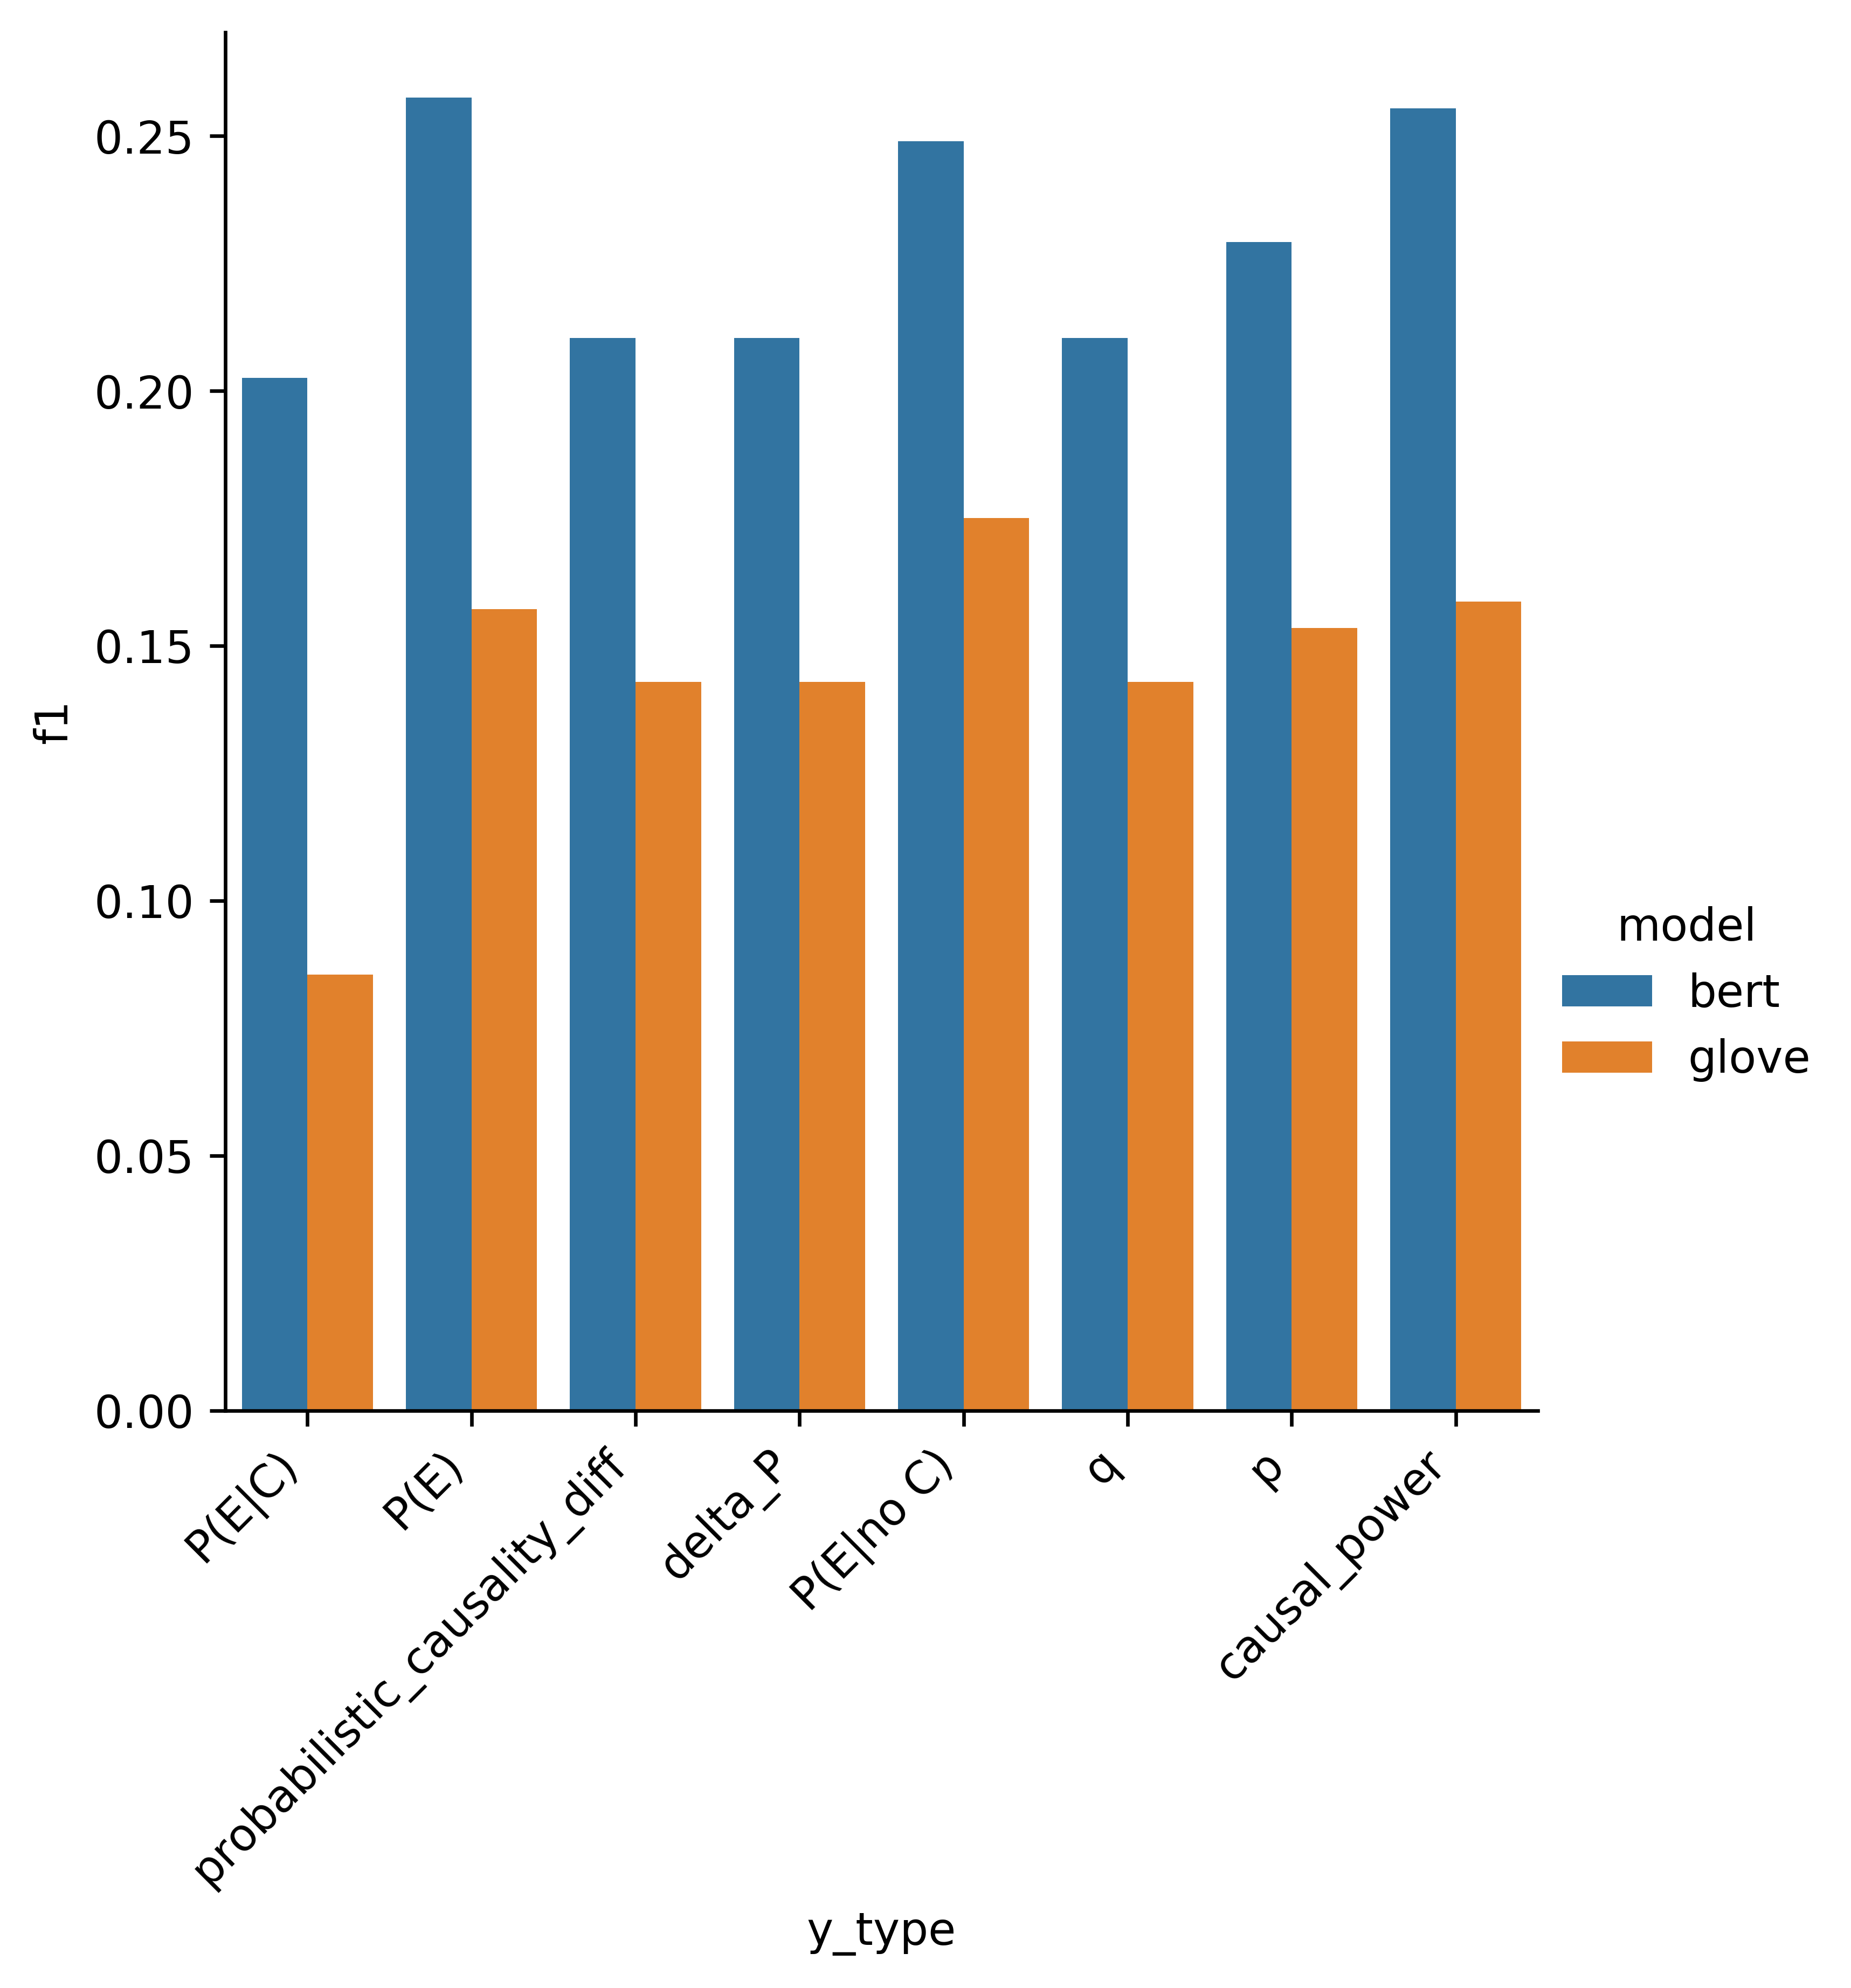 0.25
0.20
0.15
0.10
0.05
0.00
f1
P(E|C)
P(E)
probabilistic_causality_diff
delta_P
P(E|no C)
q
p
causal_power
y_type
model
bert
glove